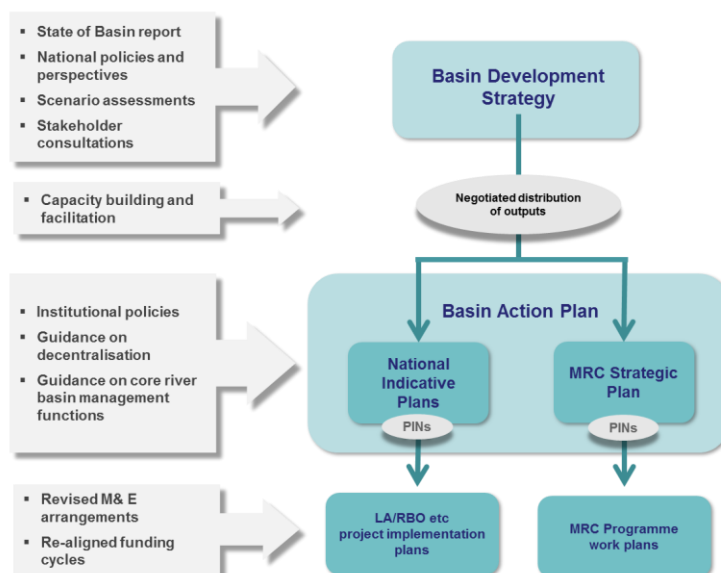 State of Basin report
National policies and
perspectives
Scenario assessments
Stakeholder
consultations
Basin Development
Strategy
Capacity building and
facilitation
Negotiated distribution
of outputs
Institutional policies
Guidance on
decentralisation
Guidance on core river
basin management
functions
Basin Action Plan
National
Indicative
Plans
PINs
MRC Strategic
Plan
PINs
Revised M& E
arrangements
Re-aligned funding
cycles
LA/RBO etc
project implementation
plans
MRC Programme
work plans